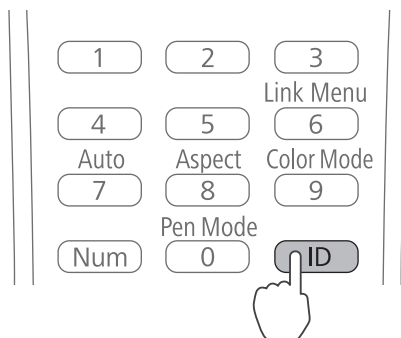 1 2 3
Link Menu
4 5 6
Auto Aspect Color Mode
7 8 9
Pen Mode
Num 0 ID